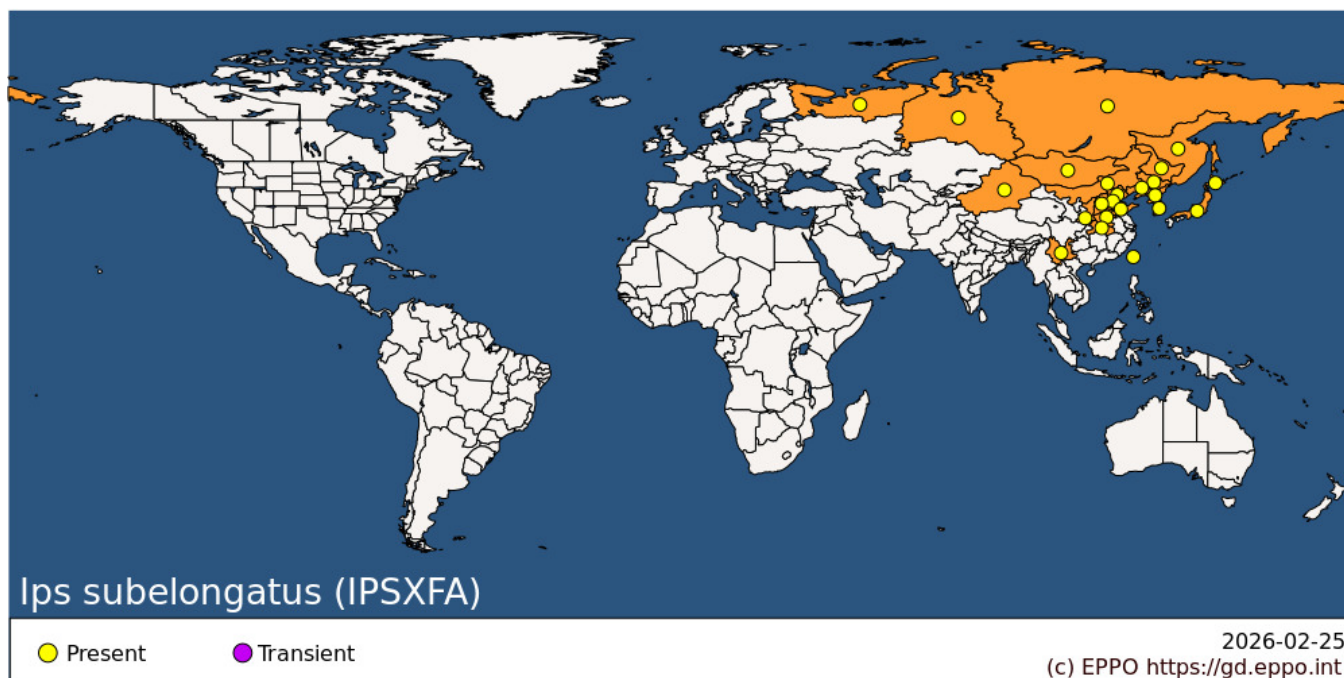 Ips subelongatus (IPSXFA)
Present
Transient
2026-02-25
(c) EPPO https://gd.eppo.int